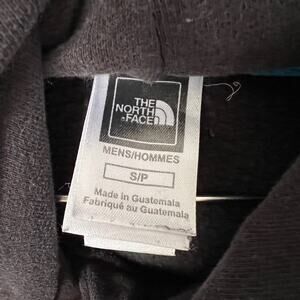 THE
NORTH
FACE
MENS/HOMMES
S/P
Made in Guatemala
Fabriqué au Guatemala